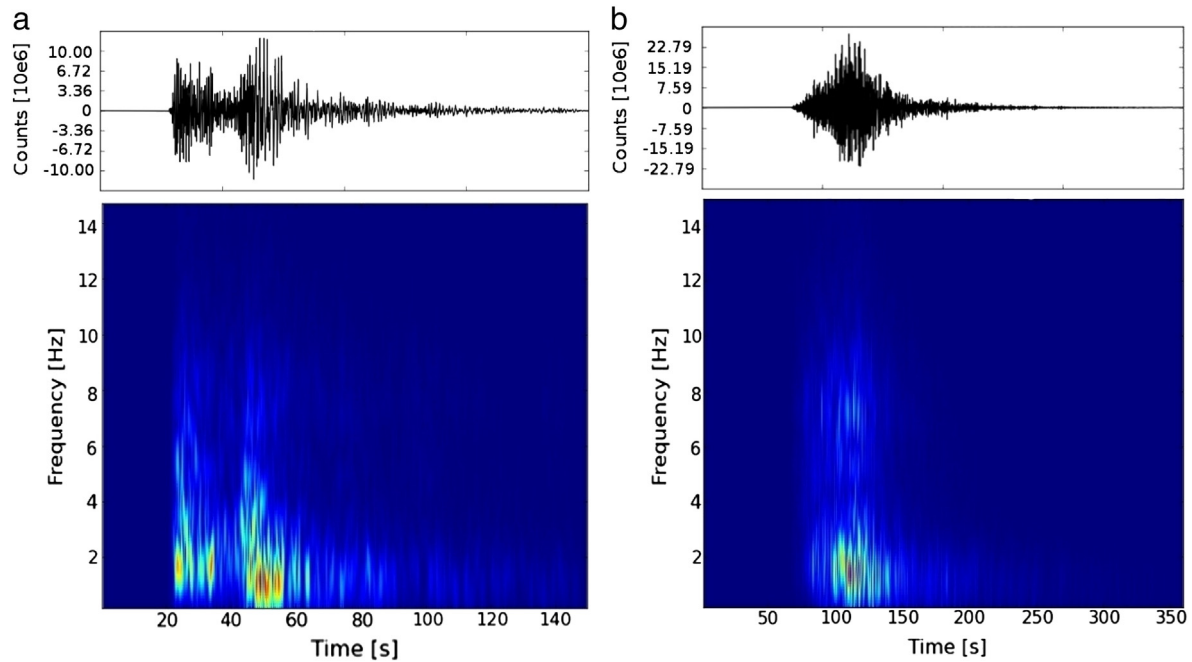 a
Counts [10e6]
10.00
6.72
3.36
0
-3.36
-6.72
-10.00
Frequency [Hz]
14
12
10
8
6
4
2
20 40 60 80 100 120 140
Time [s]
b
Counts [10e6]
22.79
15.19
7.59
0
-7.59
-15.19
-22.79
Frequency [Hz]
14
12
10
8
6
4
2
50 100 150 200 250 300 350
Time [s]